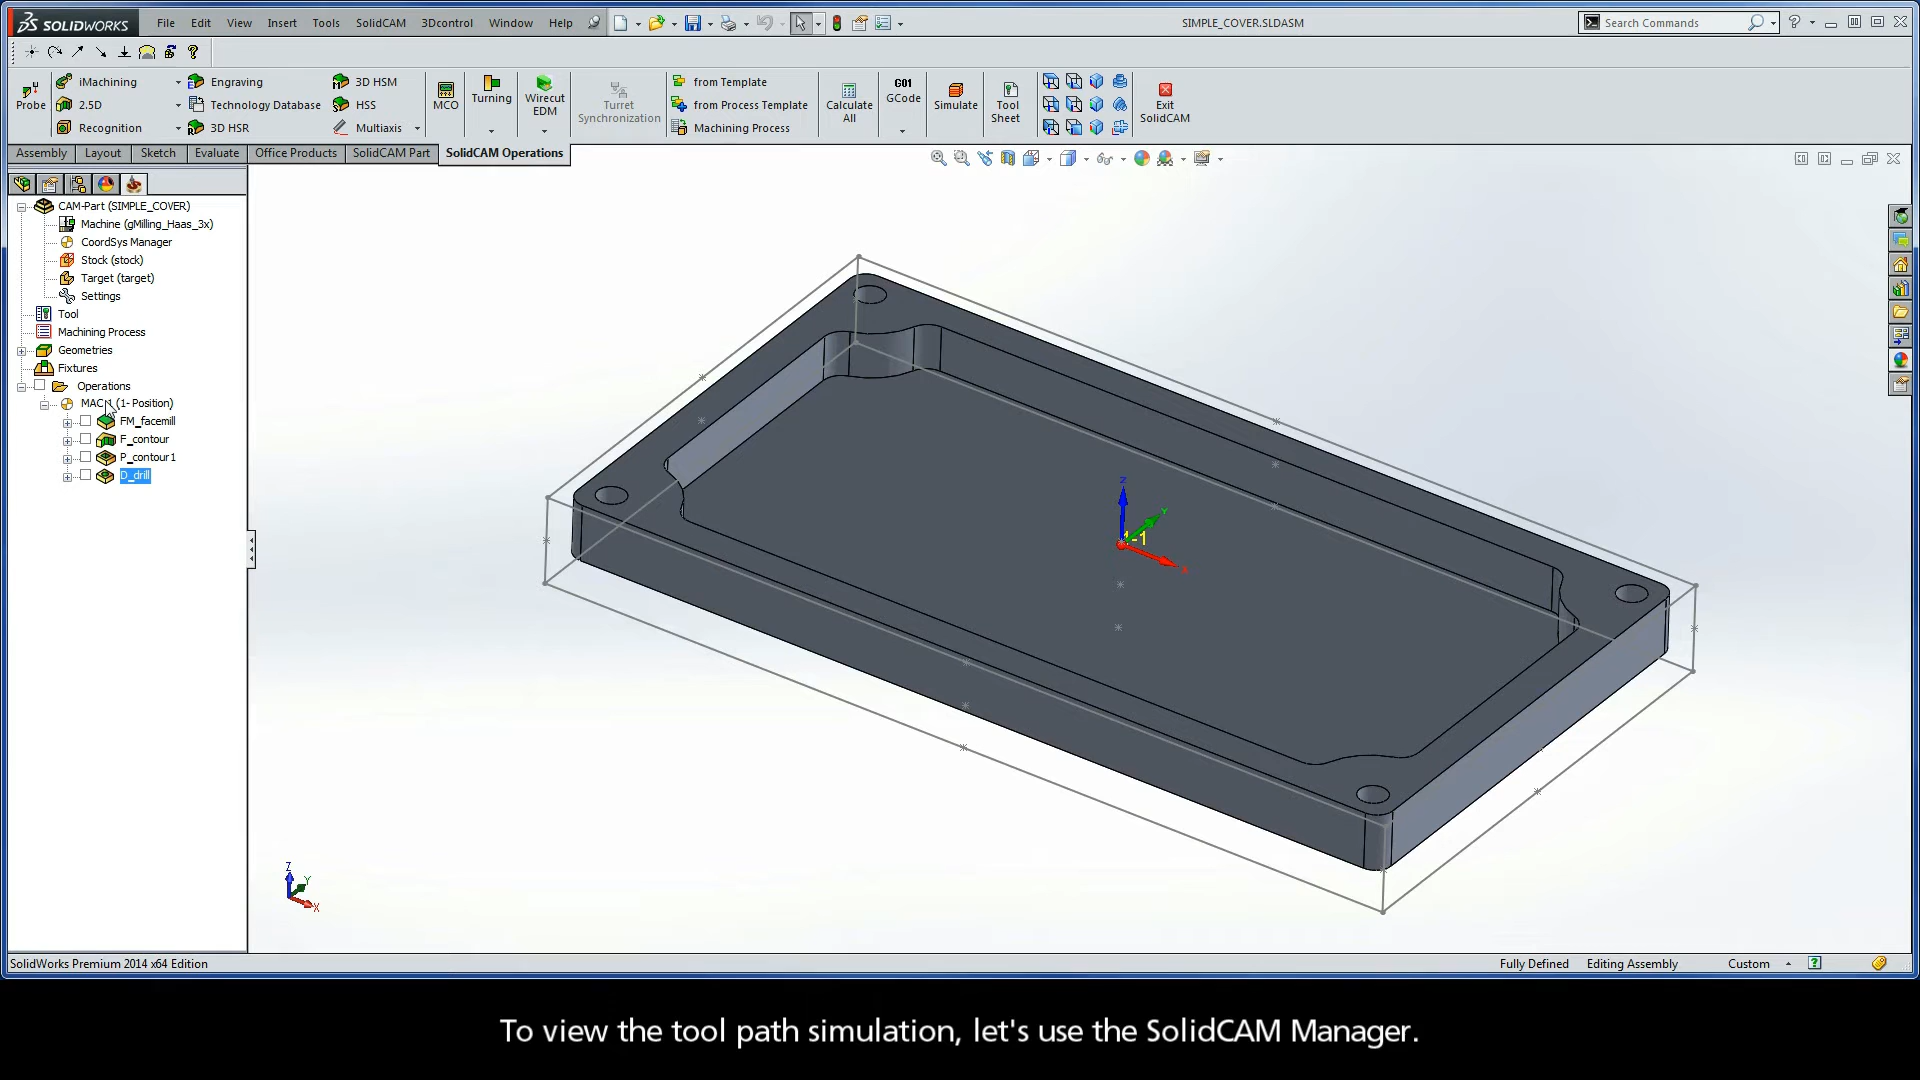 SOLIDWORKS File Edit View Insert Tools SolidCAM 3Dcontrol Window Help SIMPLE_COVER.SLDASM Search Commands
Probe
iMachining
2.5D
Recognition
Engraving
Technology Database
3D HSR
3D HSM
HSS
Multiaxis
MCO
Turning
Wirecut
EDM
Turret
Synchronization
from Template
from Process Template
Machining Process
Calculate
All
G01
GCode
Simulate
Tool
Sheet
Exit
SolidCAM
Assembly Layout Sketch Evaluate Office Products SolidCAM Part SolidCAM Operations
CAM-Part (SIMPLE_COVER)
Machine (gMilling_Haas_3x)
CoordSys Manager
Stock (stock)
Target (target)
Settings
Tool
Machining Process
Geometries
Fixtures
Operations
MAC 1 (1- Position)
FM_facemill
F_contour
P_contour1
D_drill
Z
Y
X
1-1
Z
Y
X
SolidWorks Premium 2014 x64 Edition Fully Defined Editing Assembly Custom
To view the tool path simulation, let's use the SolidCAM Manager.